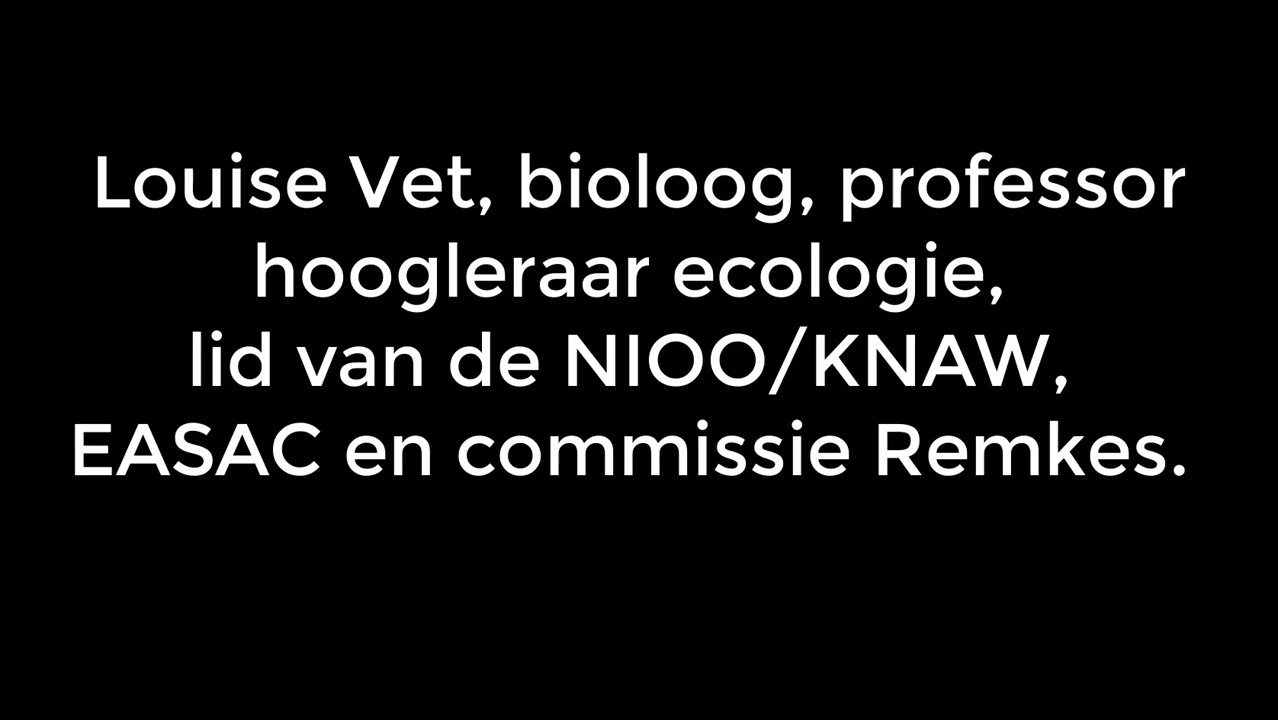 Louise Vet, bioloog, professor
hoogleraar ecologie,
lid van de NIOO/KNAW,
EASAC en commissie Remkes.